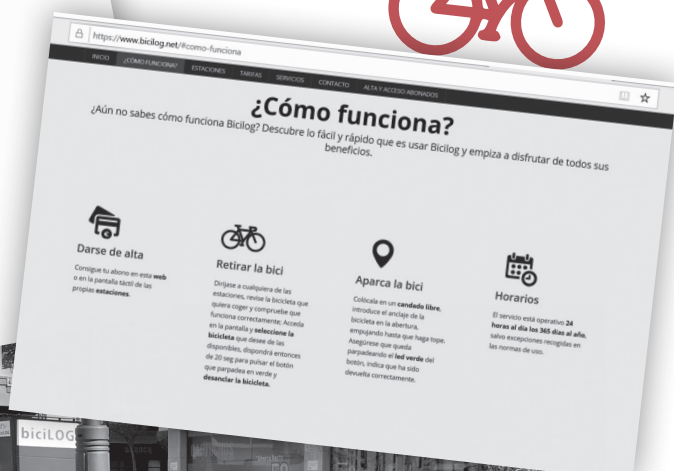 https://www.bicilog.net/#como-funciona
INICIO ¿CÓMO FUNCIONA? ESTACIONES TARIFAS SERVICIOS CONTACTO ALTA Y ACCESO ABONADOS
¿Cómo funciona?
¿Aún no sabes cómo funciona Bicilog? Descubre lo fácil y rápido que es usar Bicilog y empiza a disfrutar de todos sus
beneficios.
Darse de alta
Consigue tu abono en esta web
o en la pantalla táctil de las
propias estaciones.
Retirar la bici
Diríjase a cualquiera de las
estaciones, revise la bicicleta que
quiera coger y compruebe que
funciona correctamente. Acceda
en la pantalla y seleccione la
bicicleta que desee de las
disponibles, dispondrá entonces
de 20 seg para pulsar el botón
que parpadea en verde y
desanclar la bicicleta.
Aparca la bici
Colócala en un candado libre,
introduce el anclaje de la
bicicleta en la abertura,
empujando hasta que haga tope.
Asegúrese que queda
parpadeando el led verde del
botón, indica que ha sido
devuelta correctamente.
Horarios
El servicio está operativo 24
horas al día los 365 días al año,
salvo excepciones recogidas en
las normas de uso.
biciLOG